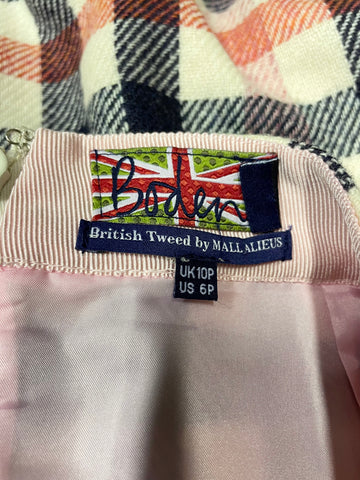 Boden
British Tweed by MALLALIEUS
UK10P
US 6P